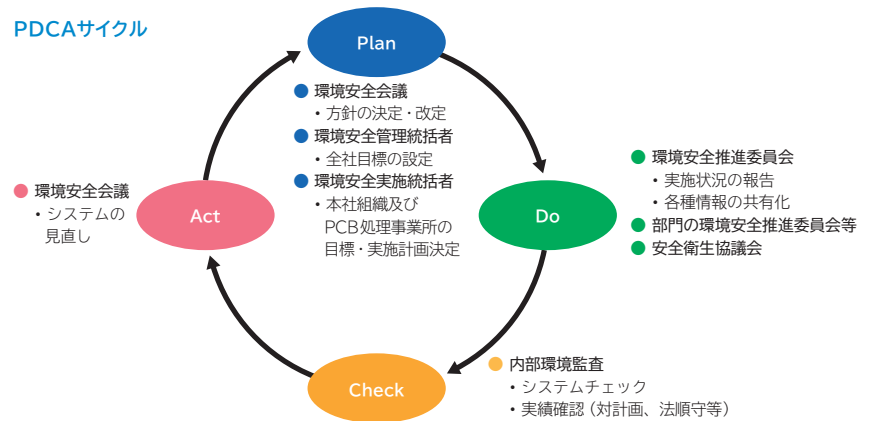 PDCAサイクル
Plan
● 環境安全会議
・方針の決定・改定
● 環境安全管理統括者
・全社目標の設定
● 環境安全実施統括者
・本社組織及び
PCB処理事業所の
目標・実施計画決定
Do
● 環境安全推進委員会
・実施状況の報告
・各種情報の共有化
● 部門の環境安全推進委員会等
● 安全衛生協議会
Check
● 内部環境監査
・システムチェック
・実績確認（対計画、法順守等）
Act
● 環境安全会議
・システムの
見直し